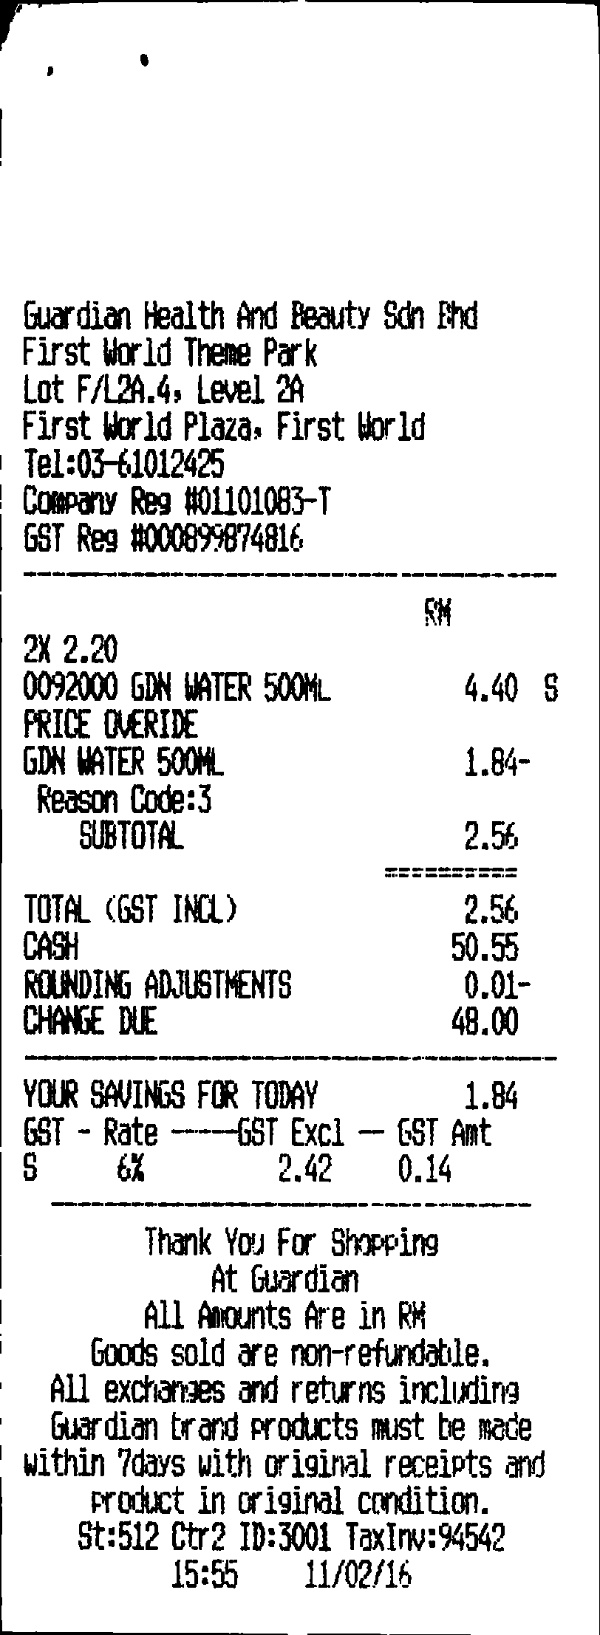 Guardian Health And Beauty Sdn Bhd
First World Theme Park
Lot F/L2A.4, Level 2A
First World Plaza, First World
Tel:03-61012425
Company Reg #01101083-T
GST Reg #000899874816
RM
2X 2.20
0092000 GDN WATER 500ML 4.40 S
PRICE OVERIDE
GDN WATER 500ML 1.84-
Reason Code:3
SUBTOTAL 2.56
==========
TOTAL (GST INCL) 2.56
CASH 50.55
ROUNDING ADJUSTMENTS 0.01-
CHANGE DUE 48.00
YOUR SAVINGS FOR TODAY 1.84
GST - Rate -----GST Excl -- GST Amt
S 6% 2.42 0.14
Thank You For Shopping
At Guardian
All Amounts Are in RM
Goods sold are non-refundable.
All exchanges and returns including
Guardian brand products must be made
within 7days with original receipts and
product in original condition.
St:512 Ctr2 ID:3001 TaxInv:94542
15:55 11/02/16